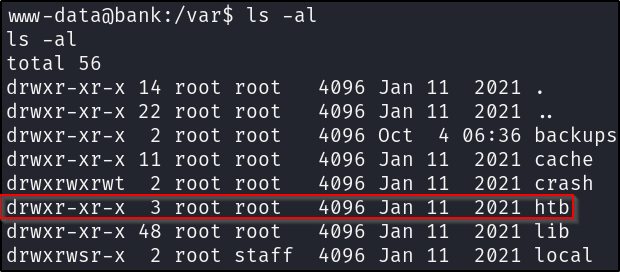 www-data@bank:/var$ ls -al
ls -al
total 56
drwxr-xr-x 14 root root   4096 Jan 11  2021 .
drwxr-xr-x 22 root root   4096 Jan 11  2021 ..
drwxr-xr-x  2 root root   4096 Oct  4 06:36 backups
drwxr-xr-x 11 root root   4096 Jan 11  2021 cache
drwxrwxrwt  2 root root   4096 Jan 11  2021 crash
drwxr-xr-x  3 root root   4096 Jan 11  2021 htb
drwxr-xr-x 48 root root   4096 Jan 11  2021 lib
drwxrwsr-x  2 root staff  4096 Jan 11  2021 local